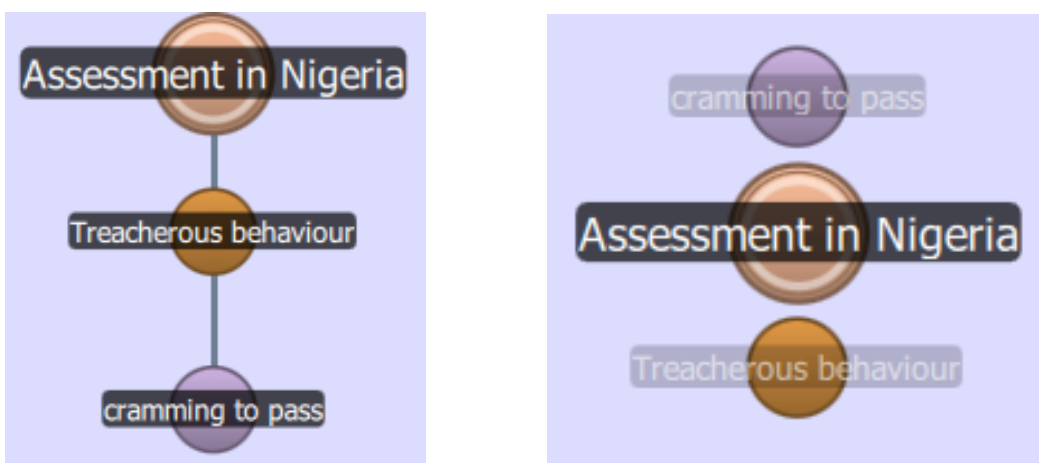 Assessment in Nigeria
Treacherous behaviour
cramming to pass
cramming to pass
Assessment in Nigeria
Treacherous behaviour